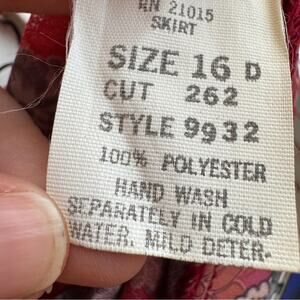 RN 21015
SKIRT
SIZE 16 D
CUT 262
STYLE 9932
100% POLYESTER
HAND WASH
SEPARATELY IN COLD
WATER. MILD DETER-